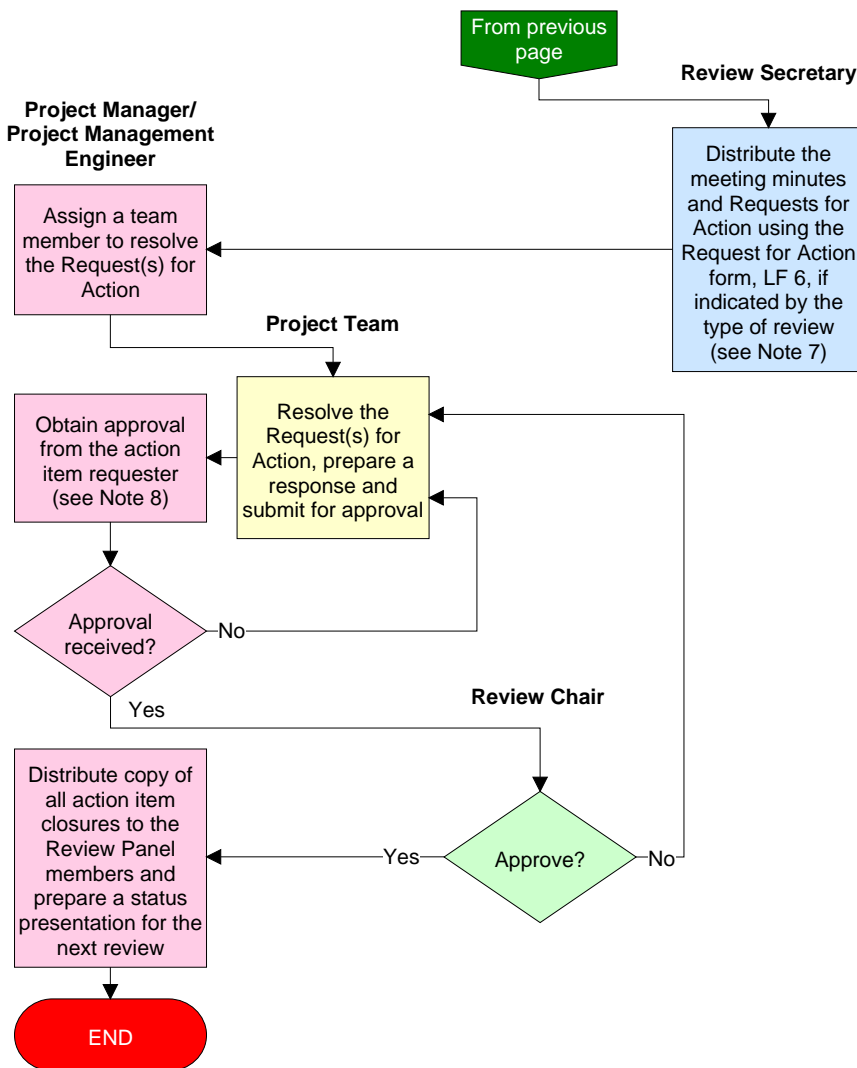 From previous
page
Review Secretary
Project Manager/
Project Management
Engineer
Distribute the
meeting minutes
and Requests for
Action using the
Request for Action
form, LF 6, if
indicated by the
type of review
(see Note 7)
Assign a team
member to resolve
the Request(s) for
Action
Project Team
Resolve the
Request(s) for
Action, prepare a
response and
submit for approval
Obtain approval
from the action
item requester
(see Note 8)
Approval
received?
No
Yes
Review Chair
Approve?
No
Yes
Distribute copy of
all action item
closures to the
Review Panel
members and
prepare a status
presentation for the
next review
END